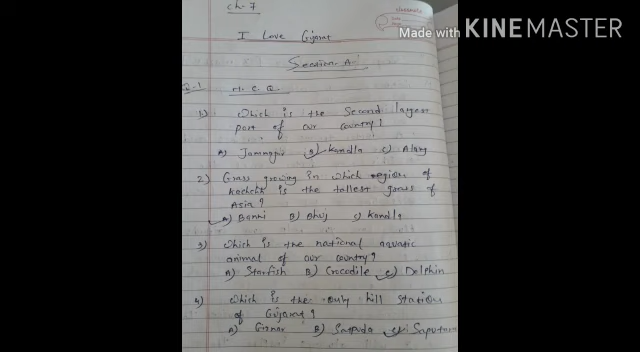 Ch-7
classmate
Made with KINEMASTER
I Love Gujarat
Section-A
Q-1 M.C.Q.
1) Which is the Second largest
port of our country?
A) Jamnagar B) Kandla C) Alang
2) Grass growing in which region of
Kachchh is the tallest grass of
Asia?
A) Banni B) Bhuj C) Kandla
3) Which is the national aquatic
animal of our country?
A) Starfish B) Crocodile C) Dolphin
4) Which is the only hill station
of Gujarat?
A) Girnar B) Satpuda C) Saputara